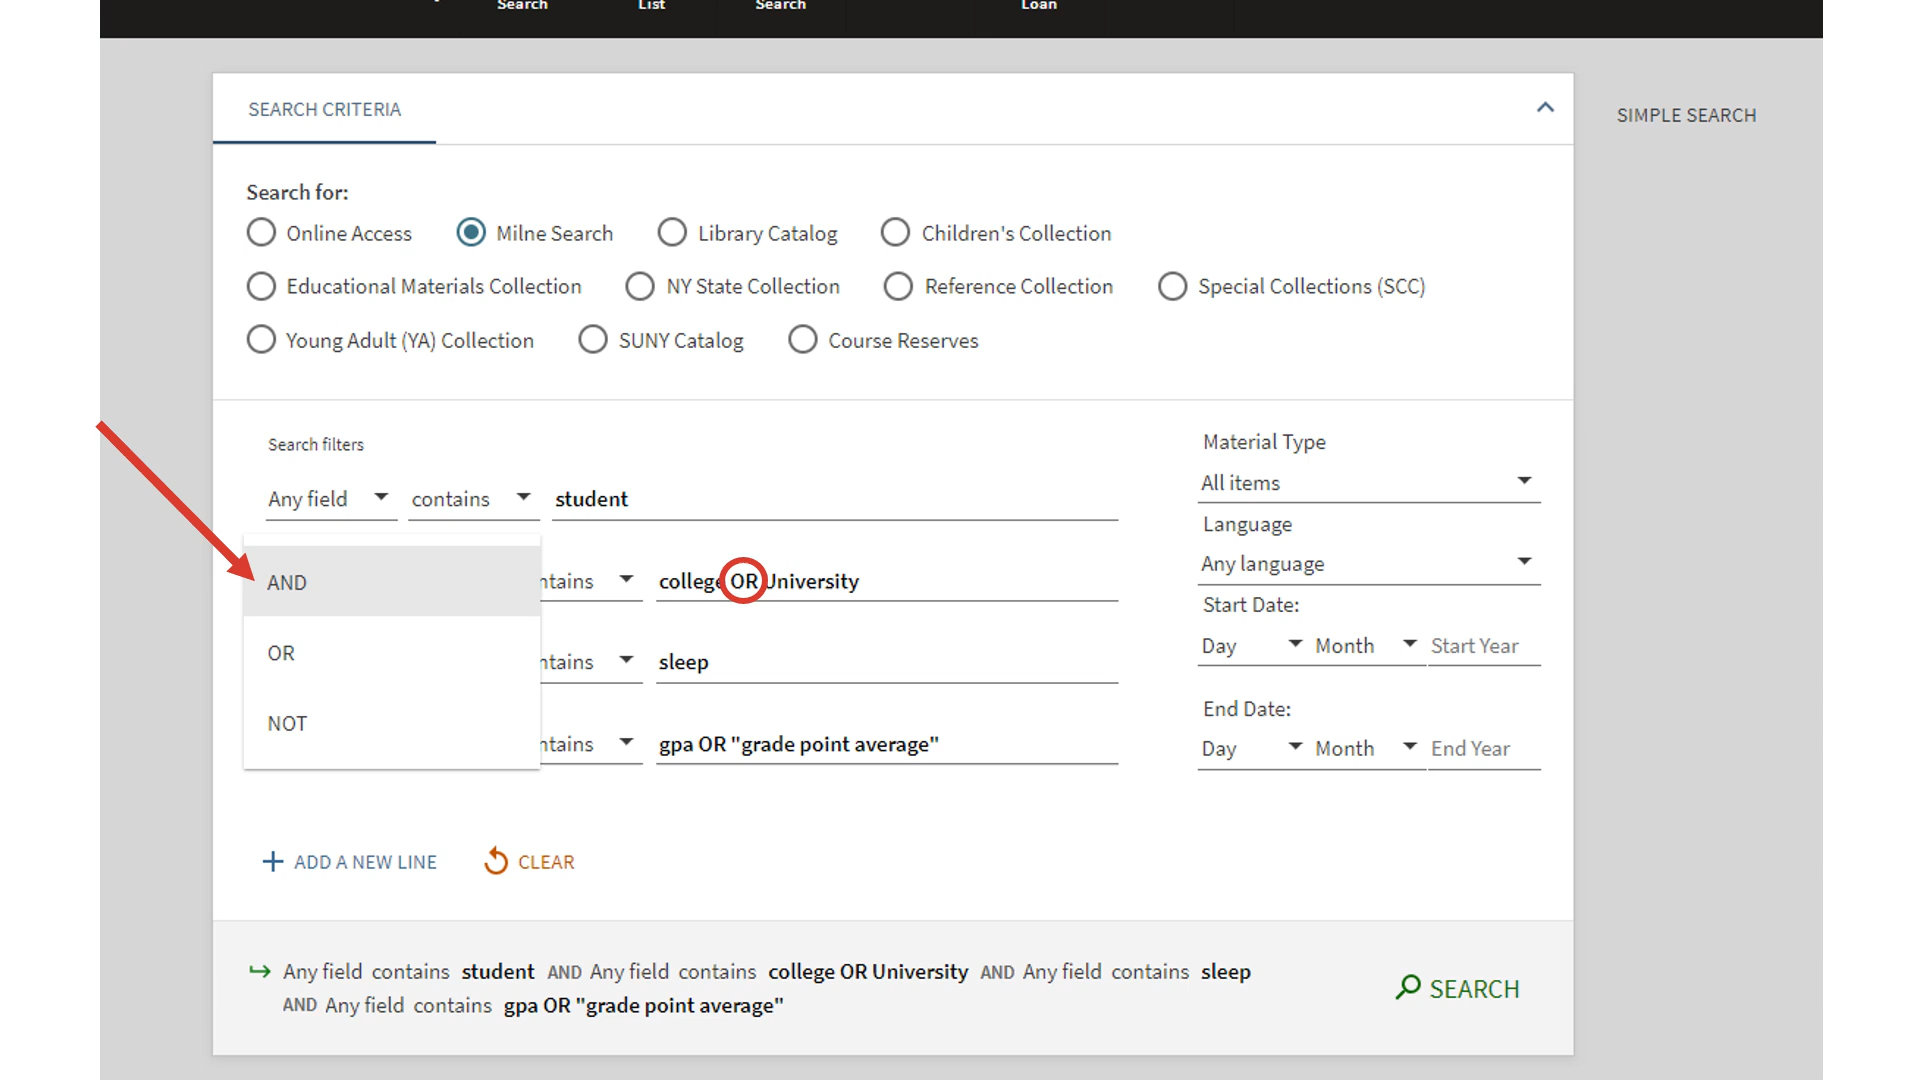 Search List Search Loan
SEARCH CRITERIA
SIMPLE SEARCH
Search for:
Online Access Milne Search Library Catalog Children's Collection
Educational Materials Collection NY State Collection Reference Collection Special Collections (SCC)
Young Adult (YA) Collection SUNY Catalog Course Reserves
Search filters
Any field contains student
AND ntains college OR University
OR ntains sleep
NOT ntains gpa OR "grade point average"
Material Type
All items
Language
Any language
Start Date:
Day Month Start Year
End Date:
Day Month End Year
ADD A NEW LINE CLEAR
Any field contains student AND Any field contains college OR University AND Any field contains sleep
AND Any field contains gpa OR "grade point average"
SEARCH